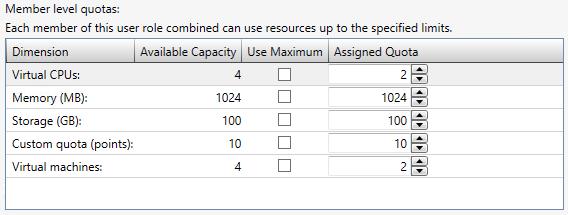 Member level quotas:
Each member of this user role combined can use resources up to the specified limits.
Dimension Available Capacity Use Maximum Assigned Quota
Virtual CPUs: 4 2
Memory (MB): 1024 1024
Storage (GB): 100 100
Custom quota (points): 10 10
Virtual machines: 4 2